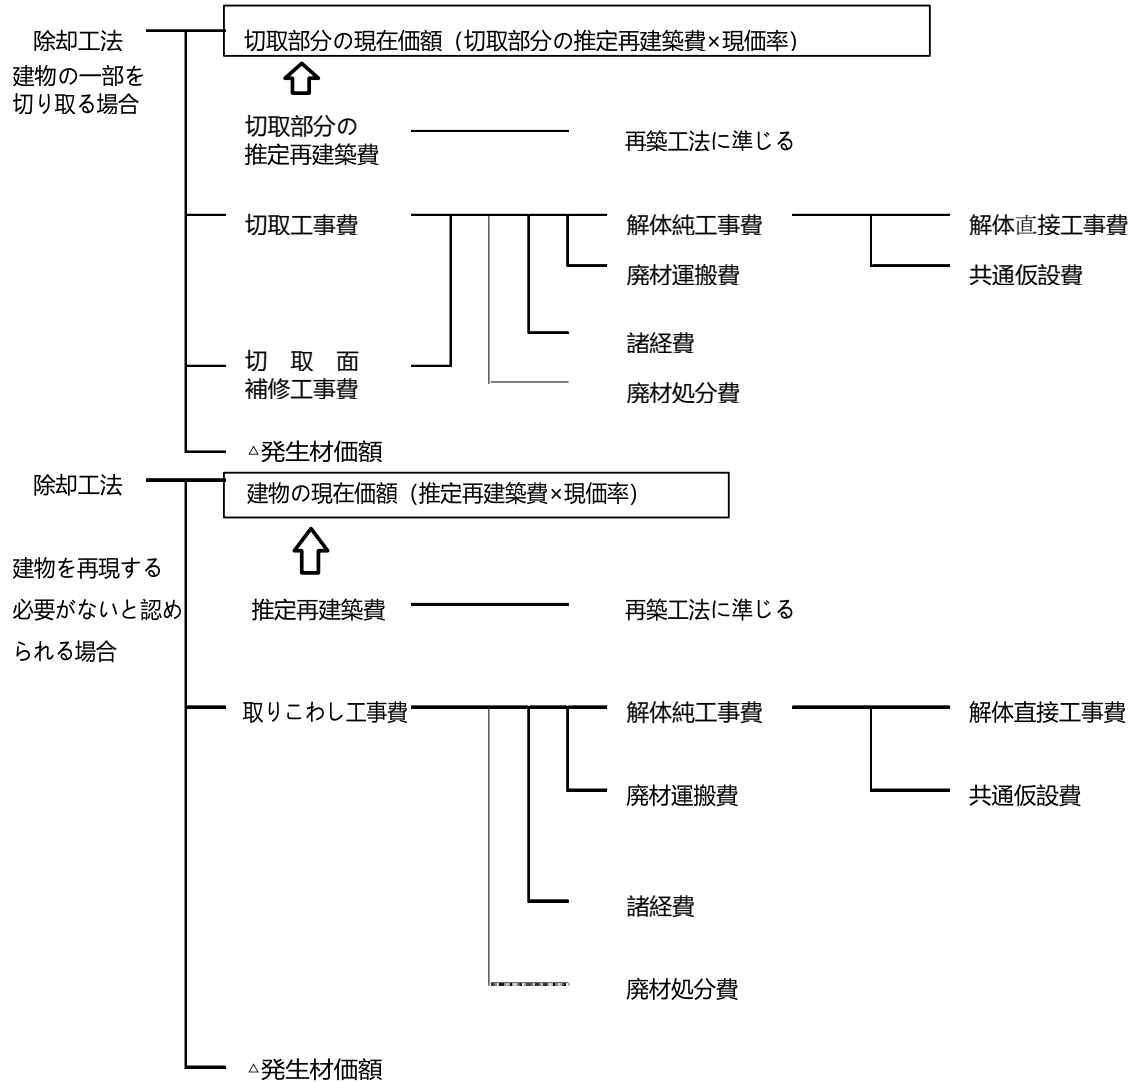 除却工法
切取部分の現在価額（切取部分の推定再建築費×現価率）
建物の一部を
切り取る場合
切取部分の
推定再建築費
再築工法に準じる
切取工事費
解体純工事費
解体直接工事費
廃材運搬費
共通仮設費
諸経費
切　取　面
補修工事費
廃材処分費
△発生材価額
除却工法
建物の現在価額（推定再建築費×現価率）
建物を再現する
必要がないと認め
られる場合
推定再建築費
再築工法に準じる
取りこわし工事費
解体純工事費
解体直接工事費
廃材運搬費
共通仮設費
諸経費
廃材処分費
△発生材価額